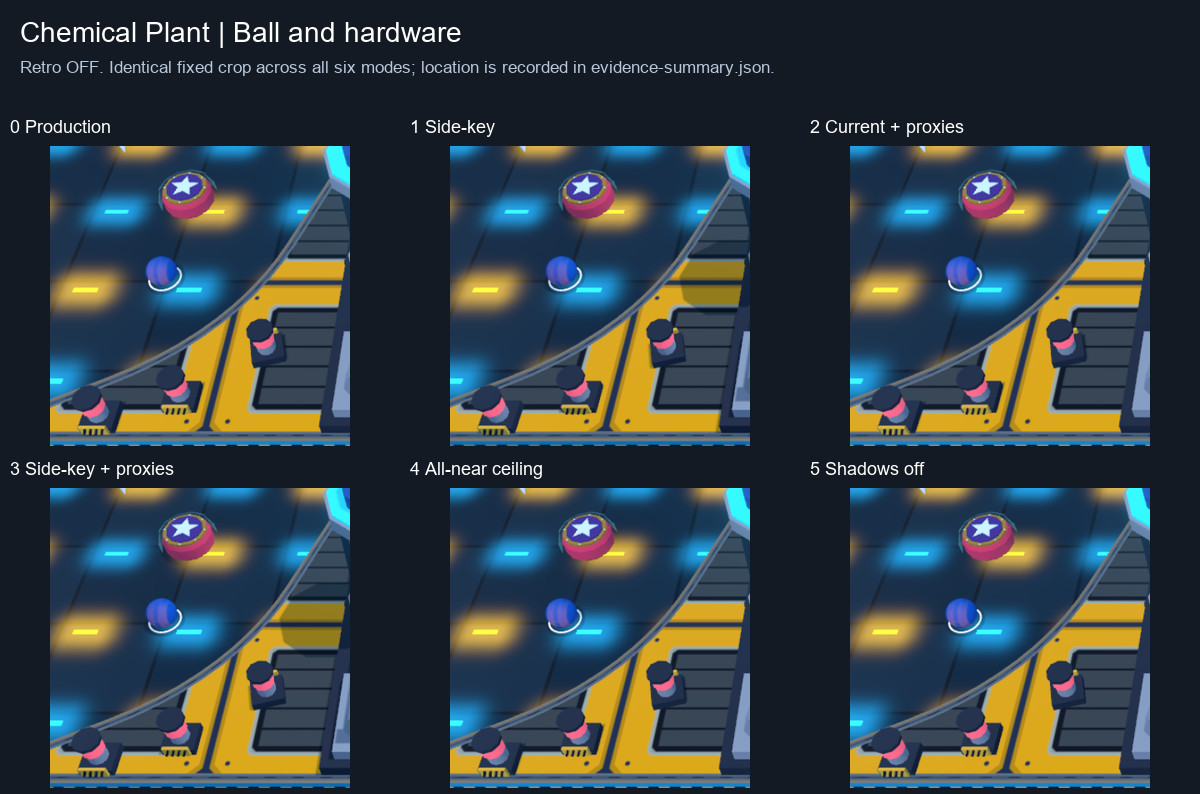 Chemical Plant | Ball and hardware
Retro OFF. Identical fixed crop across all six modes; location is recorded in evidence-summary.json.
0 Production
1 Side-key
2 Current + proxies
3 Side-key + proxies
4 All-near ceiling
5 Shadows off